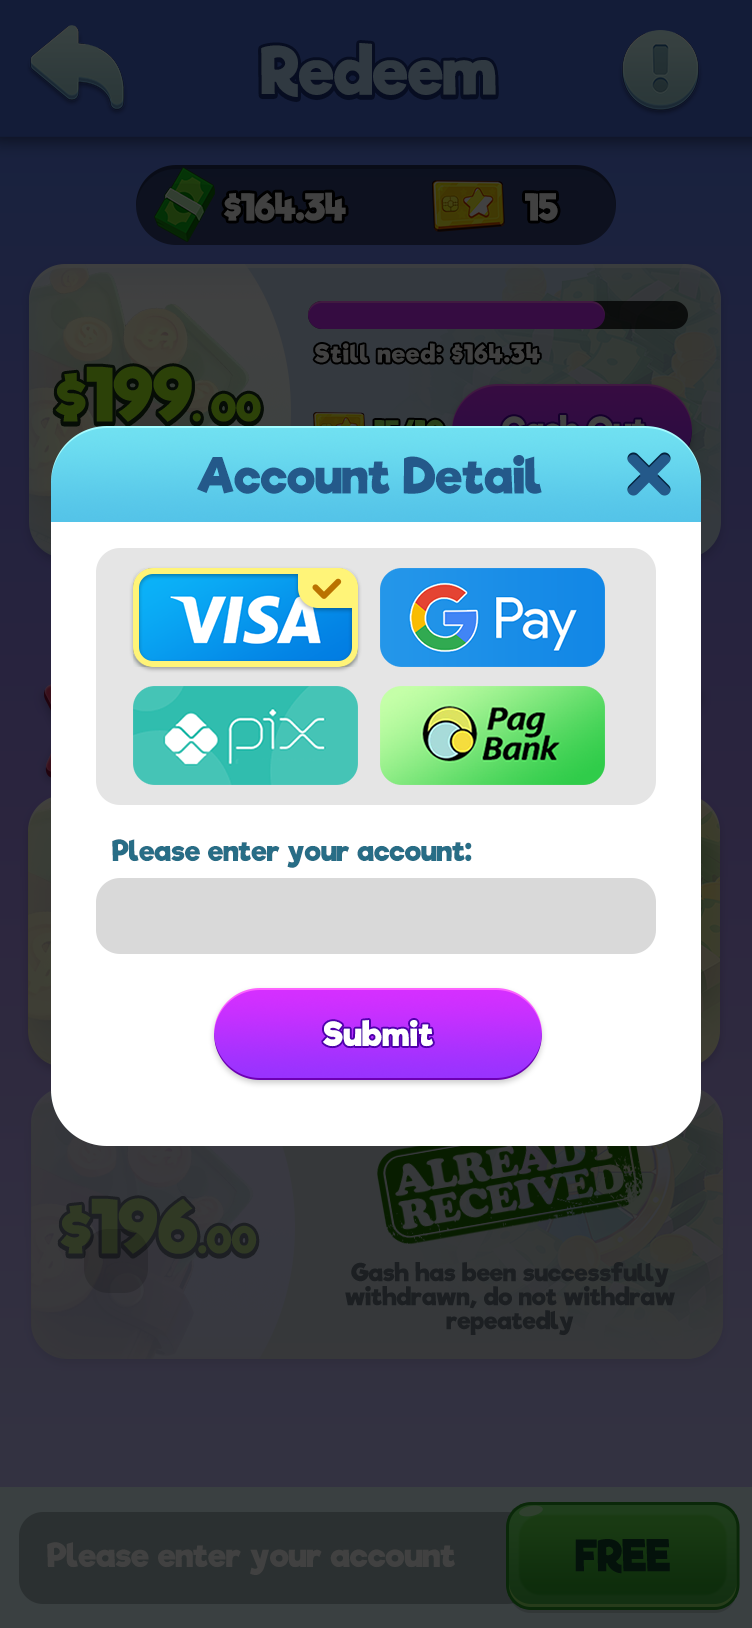 Redeem
$164.34
15
Still need: $164.34
$199.00
Cash Out
Account Detail
VISA
G Pay
pix
Pag
Bank
Please enter your account:
Submit
ALREADY
RECEIVED
$196.00
Gash has been successfully
withdrawn, do not withdraw
repeatedly
Please enter your account
FREE